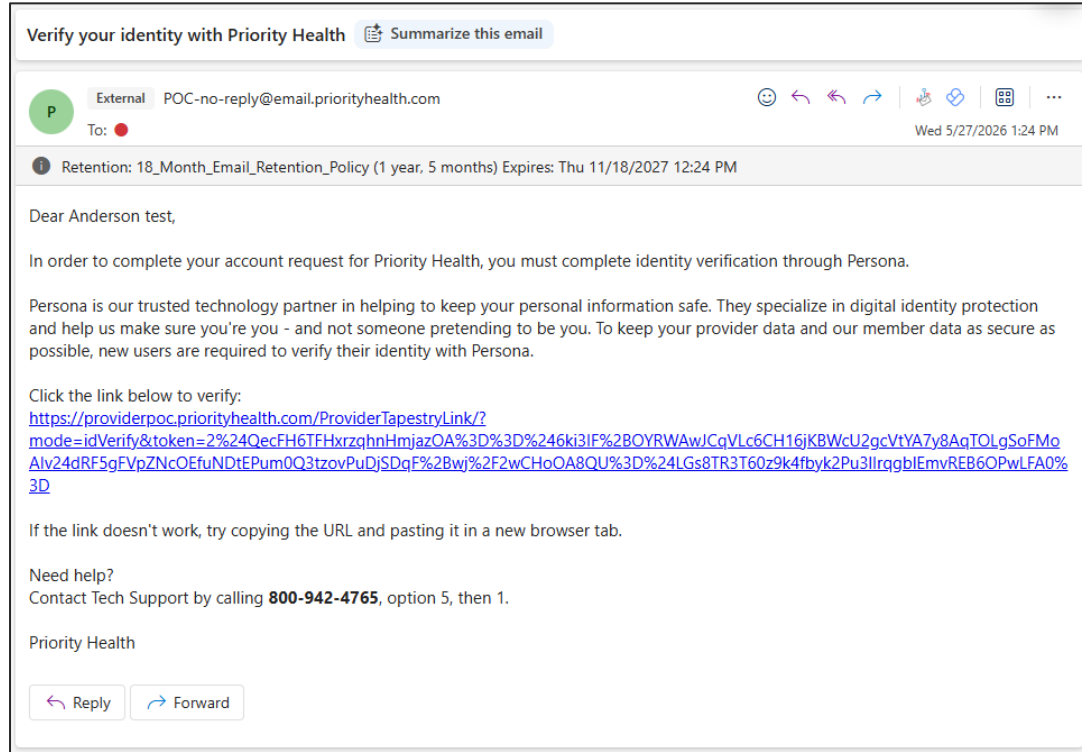 Verify your identity with Priority Health Summarize this email
P
External POC-no-reply@email.priorityhealth.com
To:
Wed 5/27/2026 1:24 PM
Retention: 18_Month_Email_Retention_Policy (1 year, 5 months) Expires: Thu 11/18/2027 12:24 PM
Dear Anderson test,
In order to complete your account request for Priority Health, you must complete identity verification through Persona.
Persona is our trusted technology partner in helping to keep your personal information safe. They specialize in digital identity protection
and help us make sure you're you - and not someone pretending to be you. To keep your provider data and our member data as secure as
possible, new users are required to verify their identity with Persona.
Click the link below to verify:
https://providerpoc.priorityhealth.com/ProviderTapestryLink/?
mode=idVerify&token=2%24QecFH6TFHxrzqhnHmjazOA%3D%3D%246ki3IF%2BOYRWAwJCqVLc6CH16jKBWcU2gcVtYA7y8AqTOLgSoFMo
AIv24dRF5gFVpZNcOEfuNDtEPum0Q3tzovPuDjSDqF%2Bwj%2F2wCHoOA8QU%3D%24LGs8TR3T60z9k4fbyk2Pu3IIrqgbIEmvREB6OPwLFA0%
3D
If the link doesn't work, try copying the URL and pasting it in a new browser tab.
Need help?
Contact Tech Support by calling 800-942-4765, option 5, then 1.
Priority Health
Reply Forward